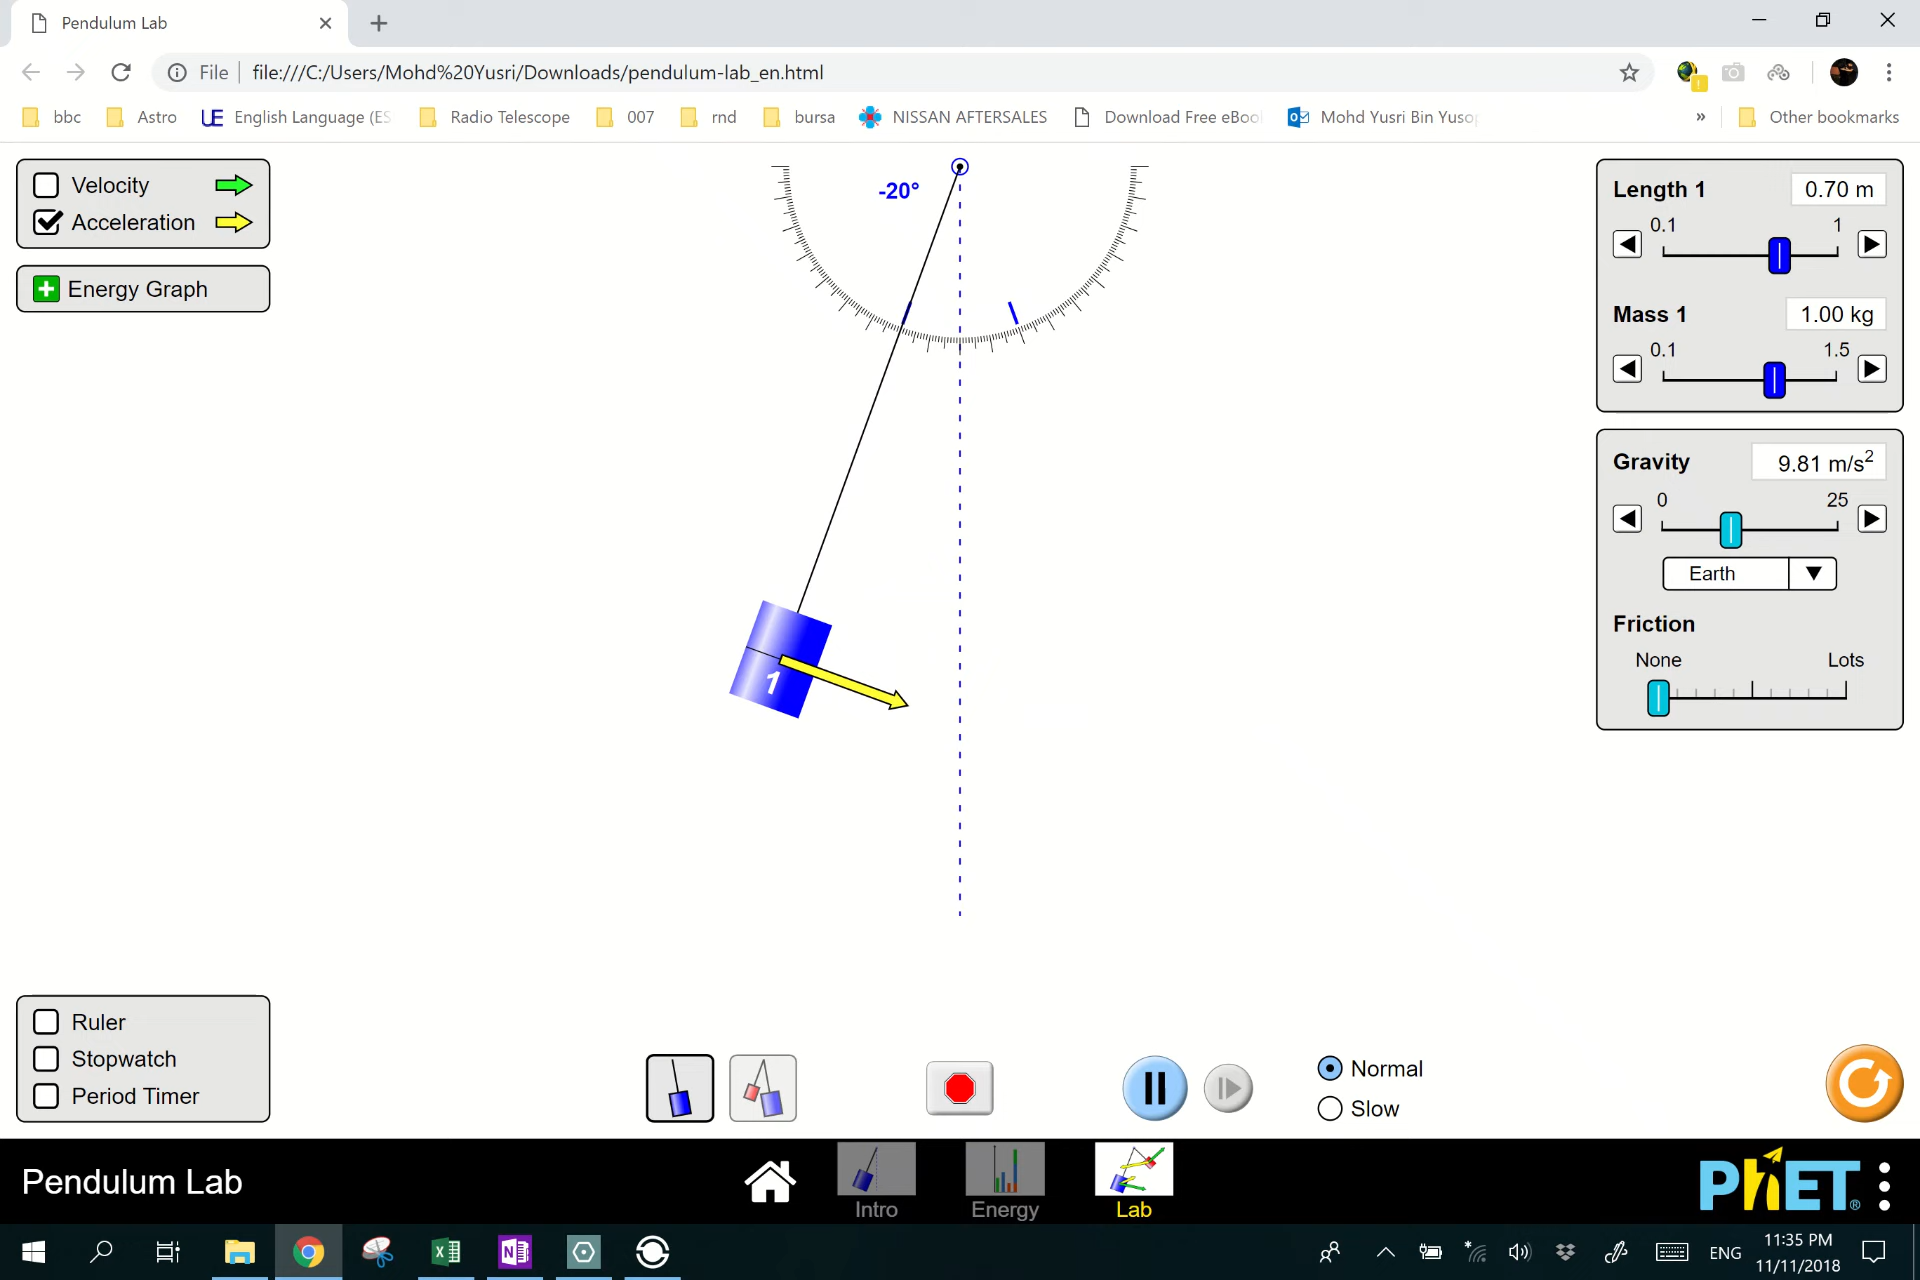 Pendulum Lab
File file:///C:/Users/Mohd%20Yusri/Downloads/pendulum-lab_en.html
bbc Astro UE English Language (ES Radio Telescope 007 rnd bursa NISSAN AFTERSALES Download Free eBoo Mohd Yusri Bin Yuso » Other bookmarks
Velocity
Acceleration
Energy Graph
-20°
1
Length 1 0.70 m
0.1 1
Mass 1 1.00 kg
0.1 1.5
Gravity 9.81 m/s²
0 25
Earth
Friction
None Lots
Ruler
Stopwatch
Period Timer
Normal
Slow
Pendulum Lab
Intro
Energy
Lab
PhET®
ENG
11:35 PM
11/11/2018